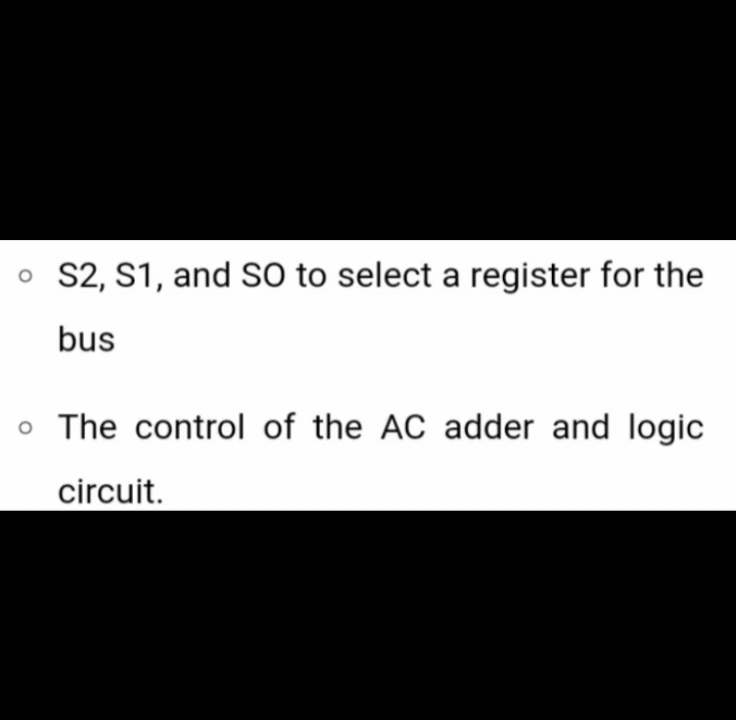 ○ S2, S1, and SO to select a register for the
bus
○ The control of the AC adder and logic
circuit.